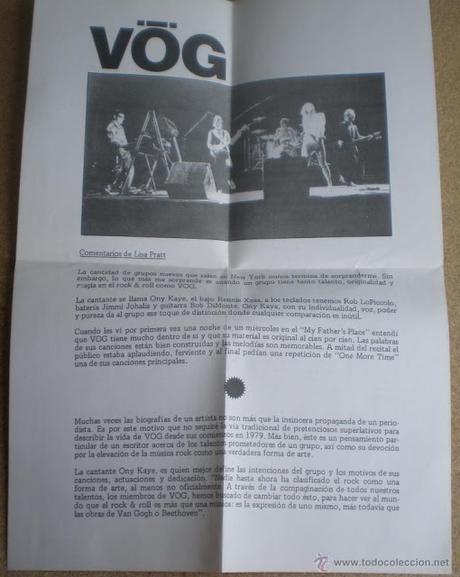 VÖG
Comentarios de Lisa Pratt
La cantidad de grupos nuevos que salen en New York nunca termina de sorprenderme. Sin
embargo, lo que más me sorprende es cuando un grupo tiene tanto talento, originalidad y
magia en el rock & roll como VOG.
La cantante se llama Ony Kaye, el bajo Rennis Koss, a los teclados tenemos Rob LoPiccolo,
batería Jimmi Johalis y guitarra Bob DiMonte. Ony Kaye, con su individualidad, voz, poder
y pureza da al grupo ese toque de distinción donde cualquier comparación es inútil.
Cuando les vi por primera vez una noche de un miercoles en el "My Father's Place" entendí
que VOG tiene mucho dentro de sí y que su material es original al cien por cien. Las palabras
de sus canciones están bien construidas y las melodías son memorables. A mitad del recital el
público estaba aplaudiendo, ferviente y al final pedían una repetición de "One More Time"
una de sus canciones principales.
Muchas veces las biografías de un artista no son más que la insincera propaganda de un perio-
dista. Es por este motivo que no seguiré la vía tradicional de pretenciosos superlativos para
describir la vida de VOG desde sus comienzos en 1979. Más bien, éste es un pensamiento par-
ticular de un escritor acerca de los talentos prometedores de un grupo, así como su devoción
por la elevación de la música rock como una verdadera forma de arte.
La cantante Ony Kaye, es quien mejor define las intenciones del grupo y los motivos de sus
canciones, actuaciones y dedicación. "Nadie hasta ahora ha clasificado el rock como una
forma de arte, al menos no oficialmente. A través de la compaginación de todos nuestros
talentos, los miembros de VOG, hemos buscado de cambiar todo ésto, para hacer ver al mun-
do que el rock & roll es más que una música: es la expresión de uno mismo, más todavía que
las obras de Van Gogh o Beethoven".
todocoleccion
www.todocoleccion.net